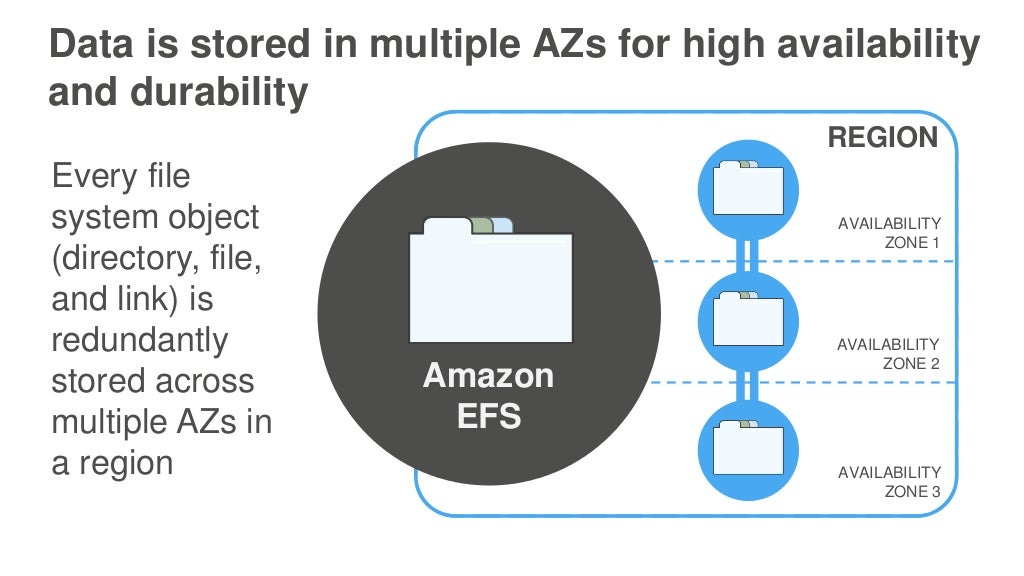 Data is stored in multiple AZs for high availability
and durability
Every file
system object
(directory, file,
and link) is
redundantly
stored across
multiple AZs in
a region
Amazon
EFS
REGION
AVAILABILITY
ZONE 1
AVAILABILITY
ZONE 2
AVAILABILITY
ZONE 3